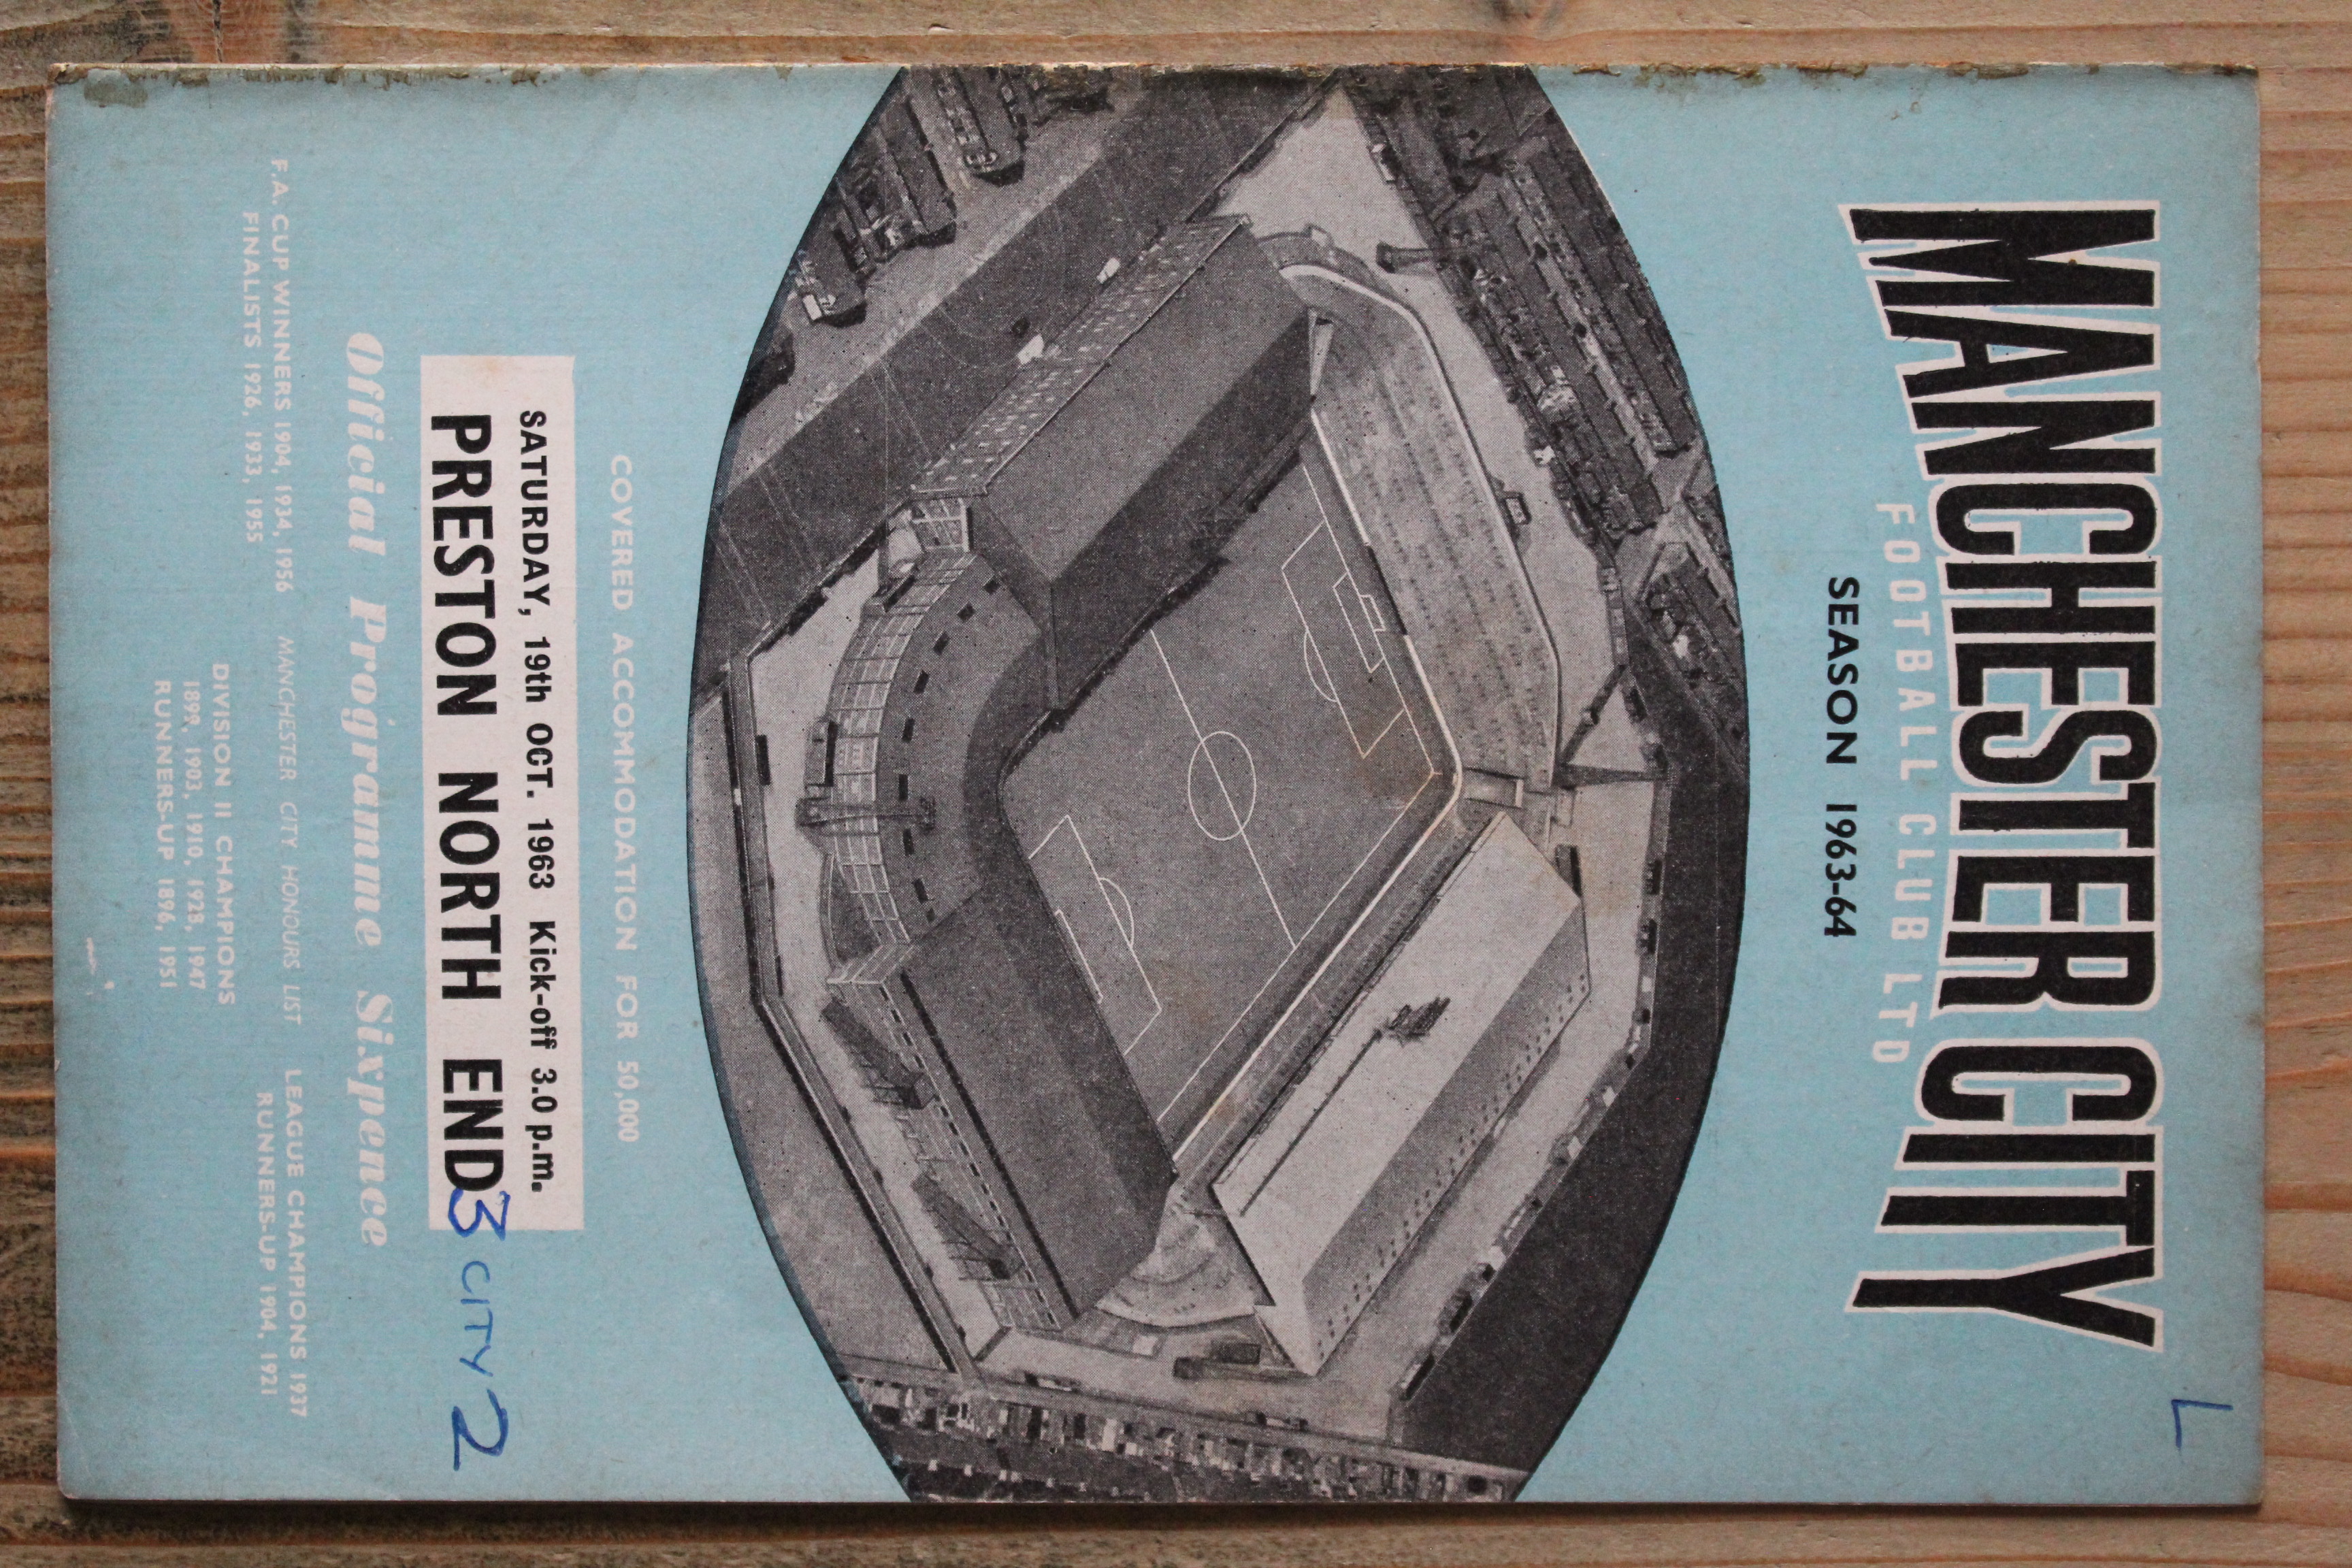 L
MANCHESTER CITY
FOOTBALL CLUB LTD
SEASON 1963-64
COVERED ACCOMMODATION FOR 50,000
SATURDAY, 19th OCT. 1963 Kick-off 3.0 p.m.
PRESTON NORTH END 3 CITY 2
Official Programme Sixpence
MANCHESTER CITY HONOURS LIST
F.A. CUP WINNERS 1904, 1934, 1956
FINALISTS 1926, 1933, 1955
DIVISION II CHAMPIONS
1899, 1903, 1910, 1928, 1947
RUNNERS-UP 1896, 1951
LEAGUE CHAMPIONS 1937
RUNNERS-UP 1904, 1921